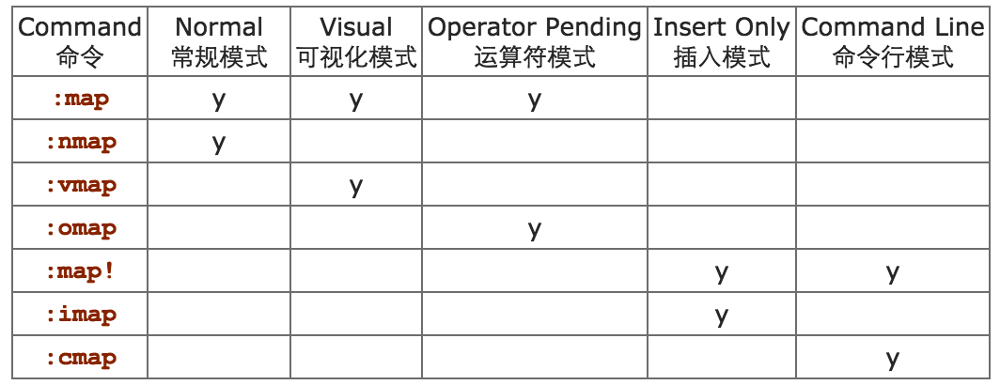 Command Normal Visual Operator Pending Insert Only Command Line
命令 常规模式 可视化模式 运算符模式 插入模式 命令行模式
:map y y y
:nmap y
:vmap y
:omap y
:map! y y
:imap y
:cmap y